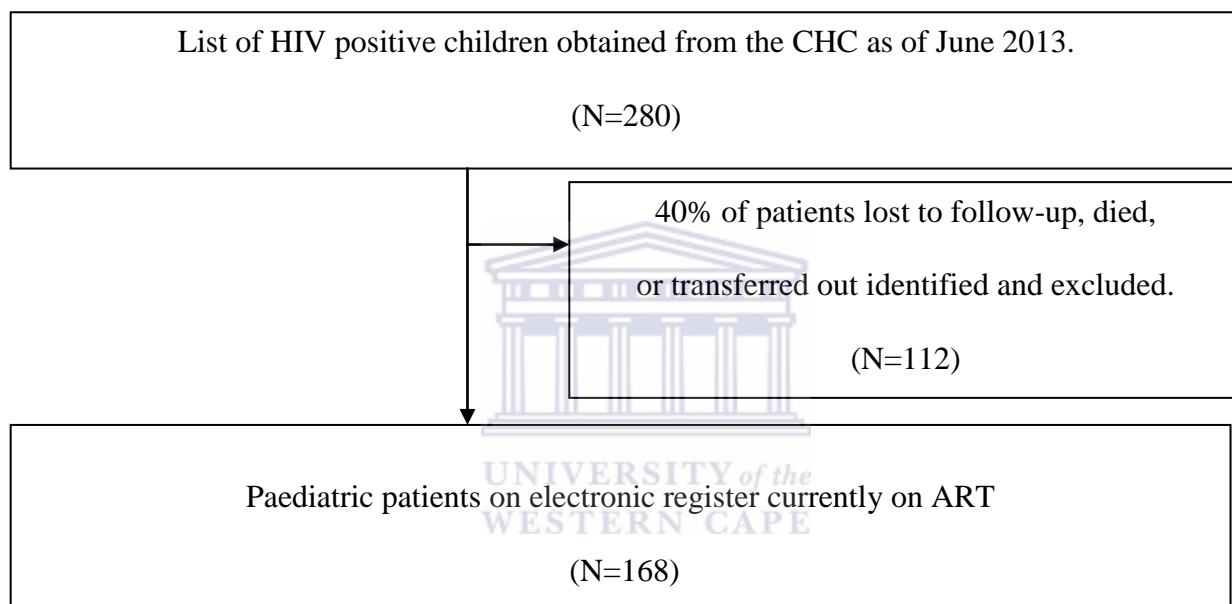 List of HIV positive children obtained from the CHC as of June 2013.
(N=280)
40% of patients lost to follow-up, died,
or transferred out identified and excluded.
(N=112)
UNIVERSITY of the
WESTERN CAPE
Paediatric patients on electronic register currently on ART
(N=168)